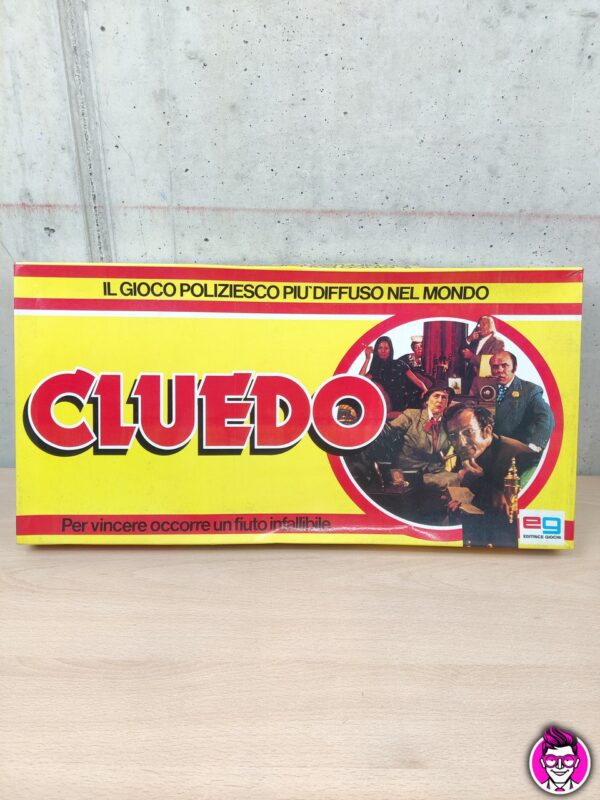 IL GIOCO POLIZIESCO PIU' DIFFUSO NEL MONDO
CLUEDO
Per vincere occorre un fiuto infallibile
eg
EDITRICE GIOCHI